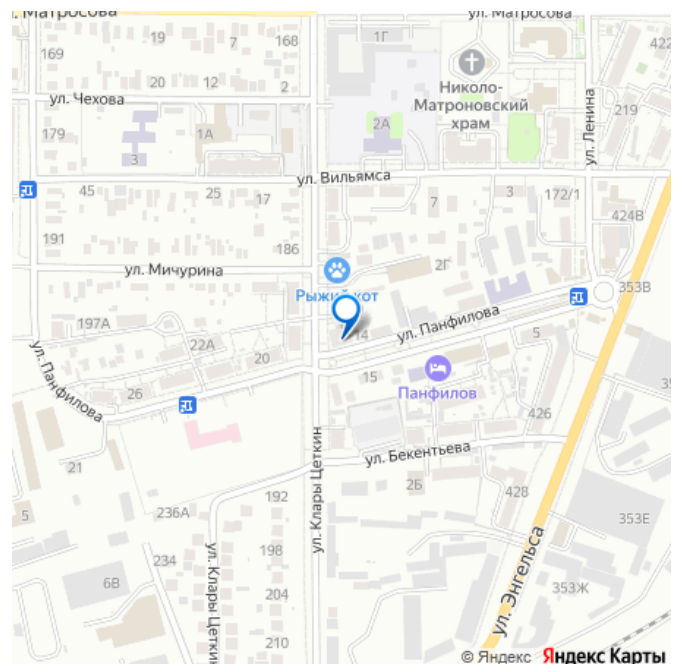 ул. Матросова
ул. Матросова
169
19
7
168
1Г
422
20
12
2
ул. Чехова
Николо-
Матроновский
храм
219
ул. Ленина
179
1А
3
2А
ул. Вильямса
45
25
17
7
3
172/1
424В
191
186
ул. Мичурина
2Г
353В
Рыжий кот
14
ул. Панфилова
197А
22А
20
5
ул. Панфилова
26
15
Панфилов
426
21
ул. Клары Цеткин
ул. Бекентьева
2Б
428
5
236А
192
353Е
234
198
ул. Клары Цеткин
ул. Энгельса
6В
204
353Ж
210
© Яндекс Яндекс Карты